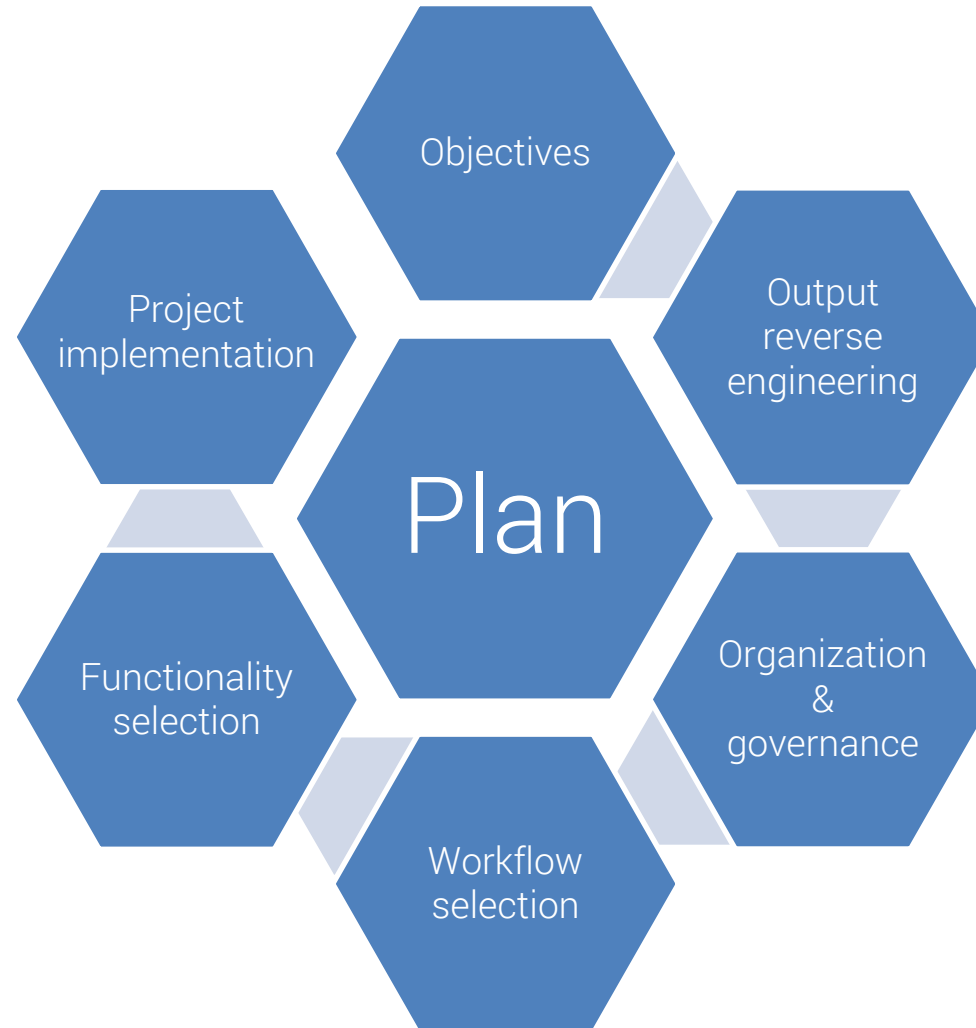 Objectives
Output
reverse
engineering
Organization
&
governance
Workflow
selection
Functionality
selection
Project
implementation
Plan